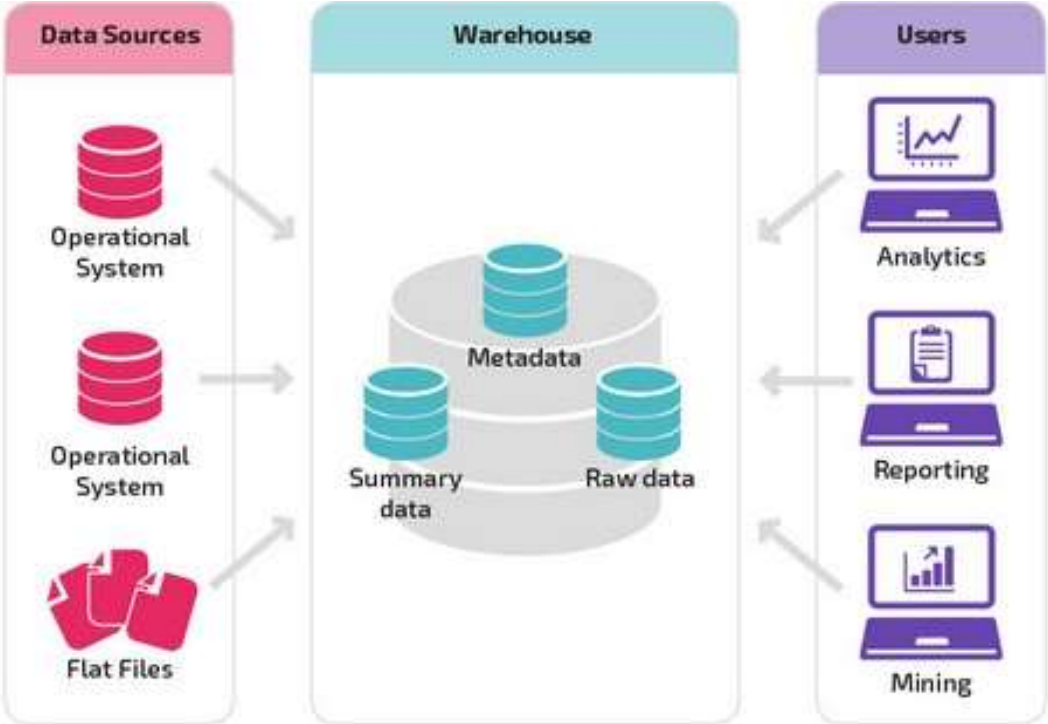 Data Sources
Operational
System
Operational
System
Flat Files
Warehouse
Metadata
Summary
data
Raw data
Users
Analytics
Reporting
Mining